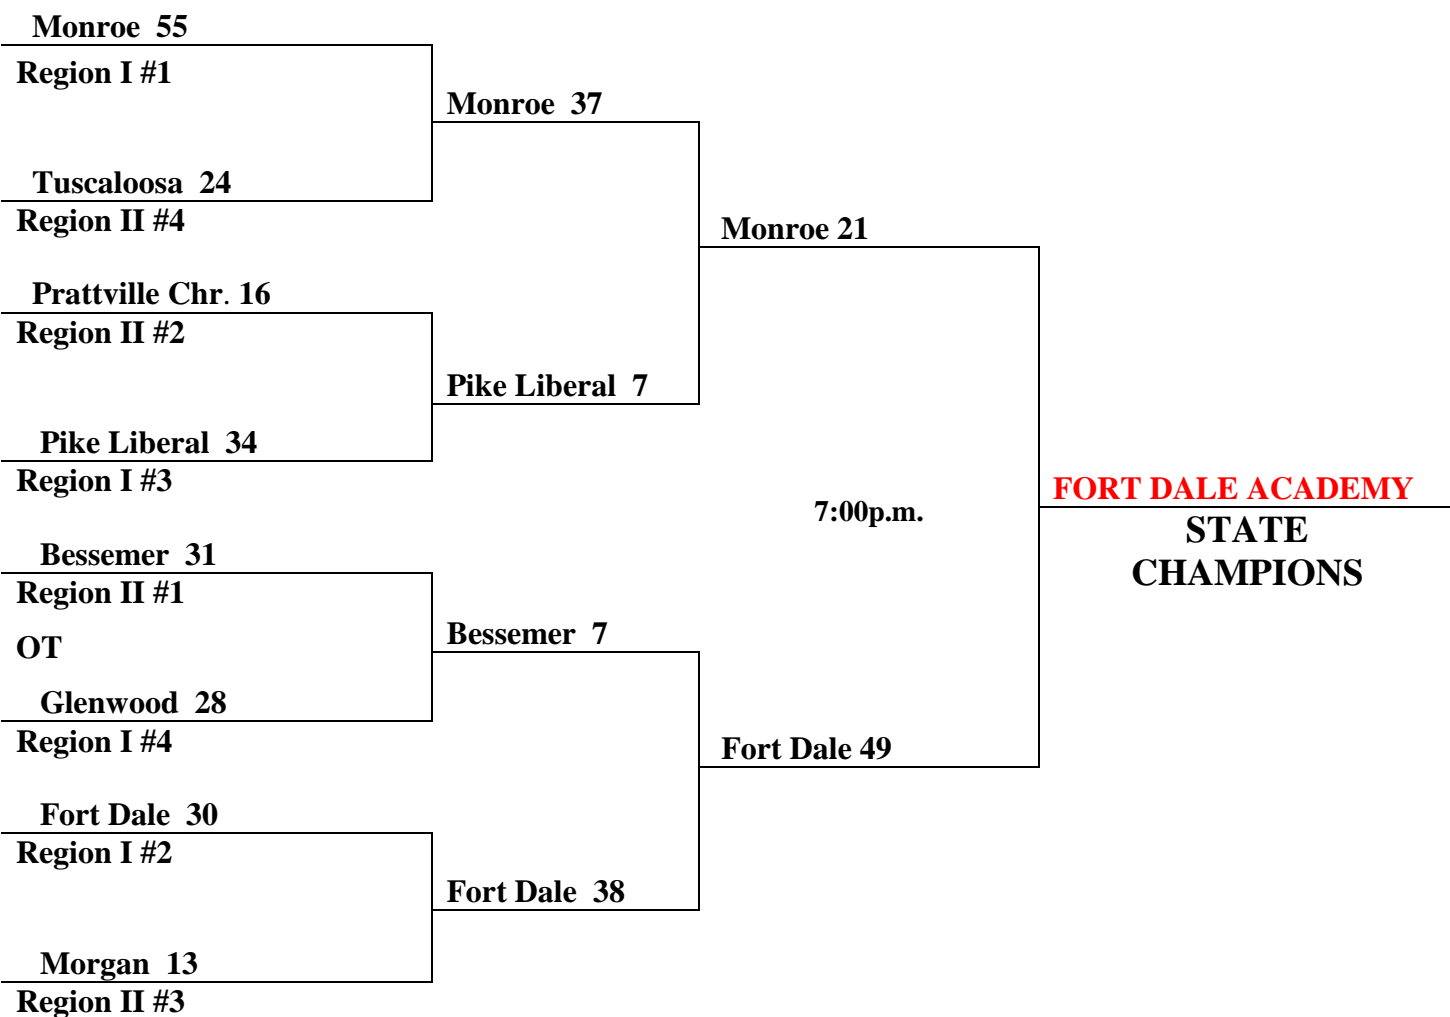 Monroe 55
Region I #1
Monroe 37
Tuscaloosa 24
Region II #4
Monroe 21
Prattville Chr. 16
Region II #2
Pike Liberal 7
Pike Liberal 34
Region I #3
FORT DALE ACADEMY
7:00p.m.
STATE
CHAMPIONS
Bessemer 31
Region II #1
Bessemer 7
OT
Glenwood 28
Region I #4
Fort Dale 49
Fort Dale 30
Region I #2
Fort Dale 38
Morgan 13
Region II #3